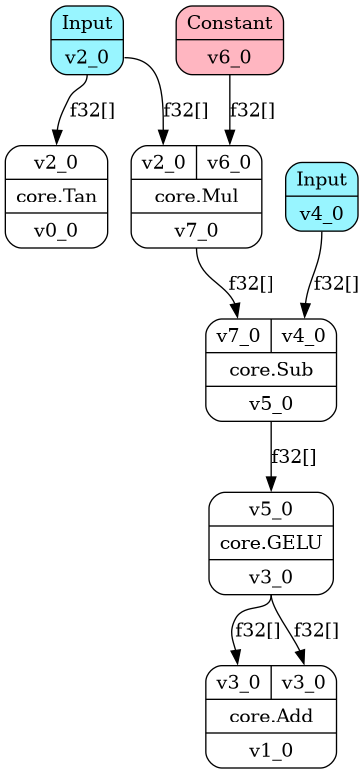 Input
v2_0
Constant
v6_0
f32[]
f32[]
f32[]
v2_0
core.Tan
v0_0
v2_0 v6_0
core.Mul
v7_0
Input
v4_0
f32[]
f32[]
v7_0 v4_0
core.Sub
v5_0
f32[]
v5_0
core.GELU
v3_0
f32[]
f32[]
v3_0 v3_0
core.Add
v1_0